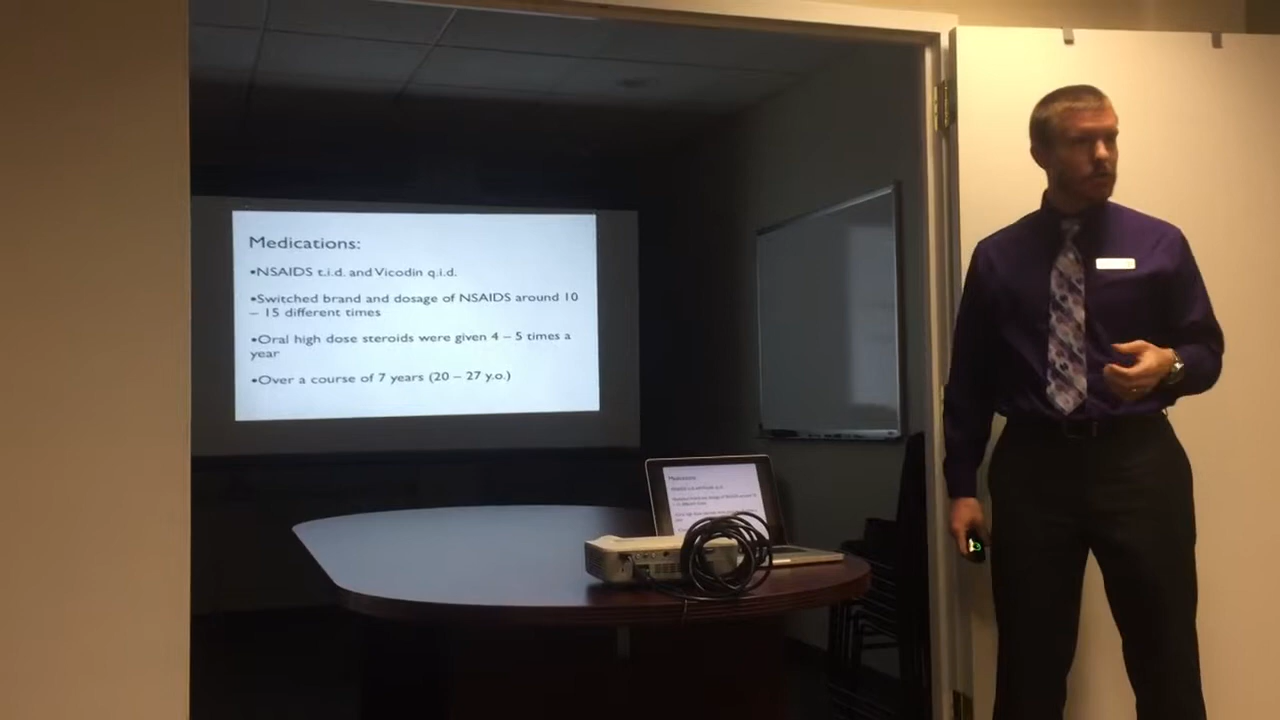 Medications:
•NSAIDS t.i.d. and Vicodin q.i.d.
•Switched brand and dosage of NSAIDS around 10
– 15 different times
•Oral high dose steroids were given 4 – 5 times a
year
•Over a course of 7 years (20 – 27 y.o.)
Medications: